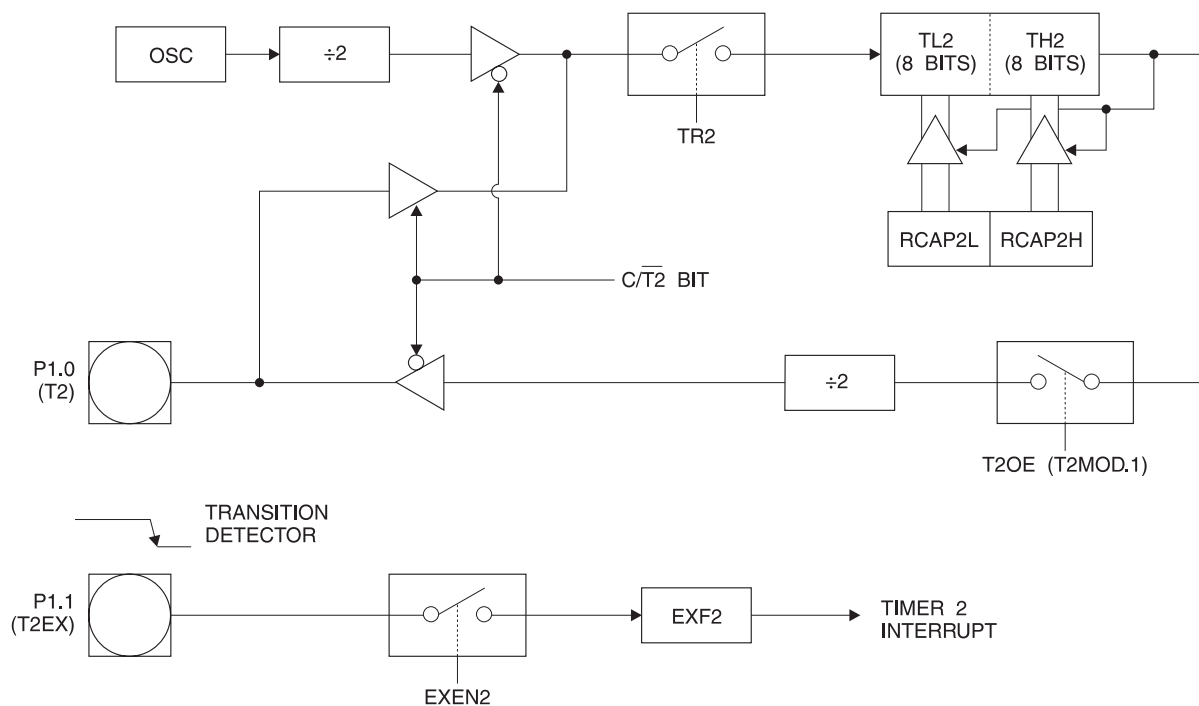 OSC
÷2
TR2
TL2
(8 BITS)
TH2
(8 BITS)
RCAP2L
RCAP2H
C/T̅2̅ BIT
P1.0
(T2)
÷2
T2OE (T2MOD.1)
TRANSITION
DETECTOR
P1.1
(T2EX)
EXEN2
EXF2
TIMER 2
INTERRUPT